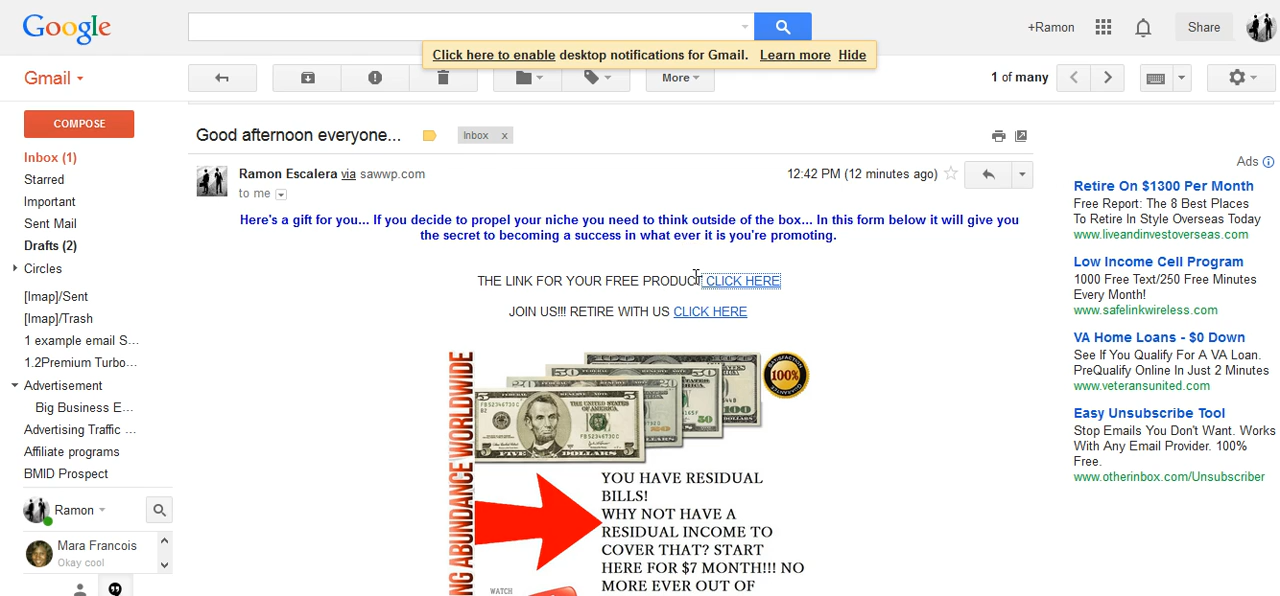 Google
+Ramon
Share
Click here to enable desktop notifications for Gmail. Learn more Hide
Gmail
More
1 of many
COMPOSE
Good afternoon everyone...
Inbox x
Inbox (1)
Starred
Important
Sent Mail
Drafts (2)
Circles
[Imap]/Sent
[Imap]/Trash
1 example email S...
1.2Premium Turbo...
Advertisement
Big Business E...
Advertising Traffic ...
Affiliate programs
BMID Prospect
Ramon
Mara Francois
Okay cool
Ramon Escalera via sawwp.com
12:42 PM (12 minutes ago)
to me
Here's a gift for you... If you decide to propel your niche you need to think outside of the box... In this form below it will give you
the secret to becoming a success in what ever it is you're promoting.
THE LINK FOR YOUR FREE PRODUCT CLICK HERE
JOIN US!!! RETIRE WITH US CLICK HERE
NG ABUNDANCE WORLDWIDE
100%
FIVE DOLLARS
YOU HAVE RESIDUAL
BILLS!
WHY NOT HAVE A
RESIDUAL INCOME TO
COVER THAT? START
HERE FOR $7 MONTH!!! NO
MORE EVER OUT OF
WATCH
Ads
Retire On $1300 Per Month
Free Report: The 8 Best Places
To Retire In Style Overseas Today
www.liveandinvestoverseas.com
Low Income Cell Program
1000 Free Text/250 Free Minutes
Every Month!
www.safelinkwireless.com
VA Home Loans - $0 Down
See If You Qualify For A VA Loan.
PreQualify Online In Just 2 Minutes
www.veteransunited.com
Easy Unsubscribe Tool
Stop Emails You Don't Want. Works
With Any Email Provider. 100%
Free.
www.otherinbox.com/Unsubscriber